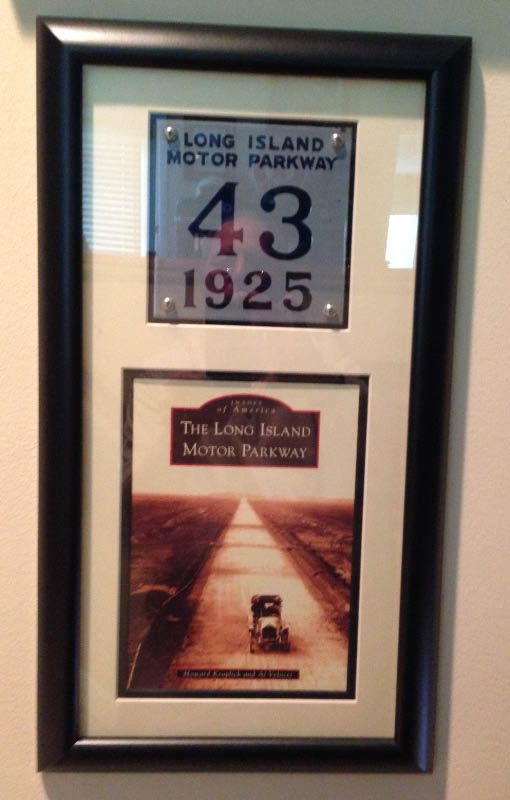 LONG ISLAND
MOTOR PARKWAY
43
1925
IMAGES
of America
THE LONG ISLAND
MOTOR PARKWAY
Howard Kroplick and Al Velocci